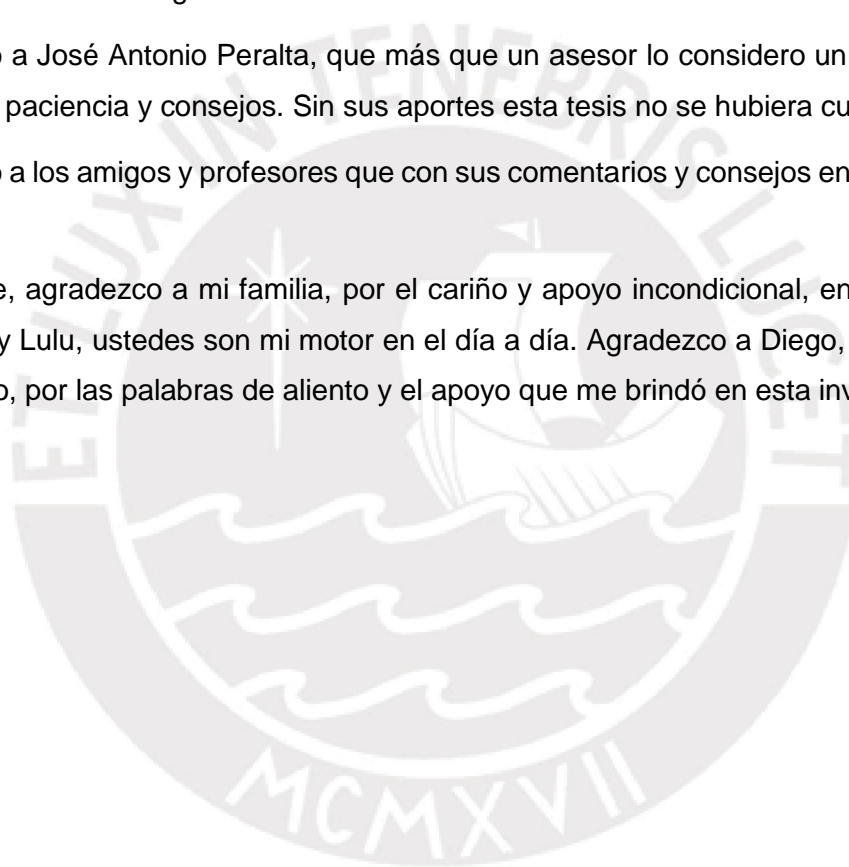 o a José Antonio Peralta, que más que un asesor lo considero un
paciencia y consejos. Sin sus aportes esta tesis no se hubiera cu
o a los amigos y profesores que con sus comentarios y consejos en
e, agradezco a mi familia, por el cariño y apoyo incondicional, en
y Lulu, ustedes son mi motor en el día a día. Agradezco a Diego,
o, por las palabras de aliento y el apoyo que me brindó en esta inv
ET LUX IN TENEBRIS LUCET
MCMXVII